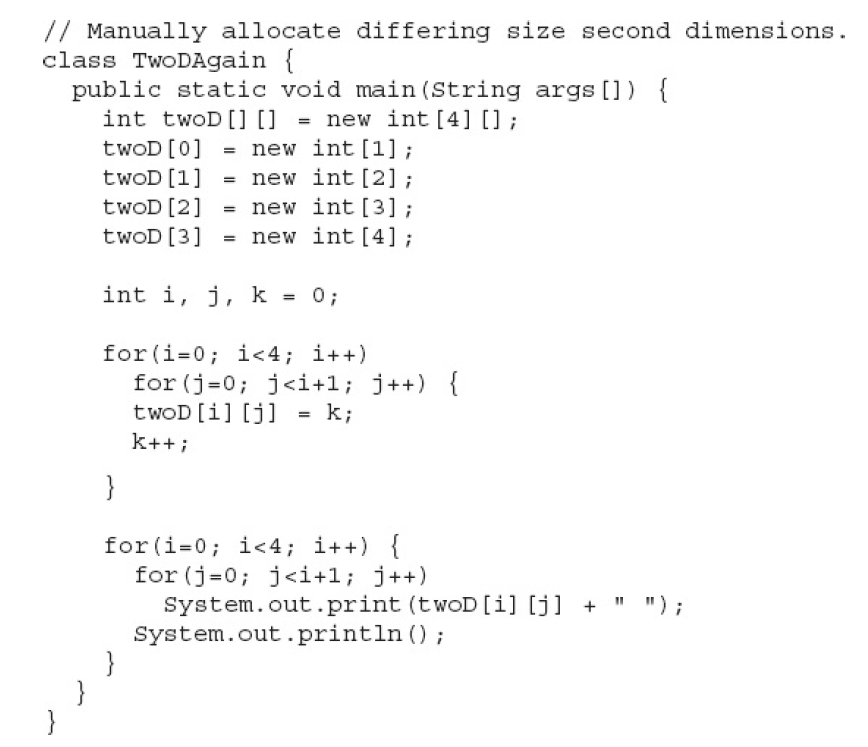 // Manually allocate differing size second dimensions.
class TwoDAgain {
  public static void main(String args[]) {
    int twoD[][] = new int[4][];
    twoD[0] = new int[1];
    twoD[1] = new int[2];
    twoD[2] = new int[3];
    twoD[3] = new int[4];

    int i, j, k = 0;

    for(i=0; i<4; i++)
      for(j=0; j<i+1; j++) {
      twoD[i][j] = k;
      k++;
    }

    for(i=0; i<4; i++) {
      for(j=0; j<i+1; j++)
        System.out.print(twoD[i][j] + " ");
      System.out.println();
    }
  }
}